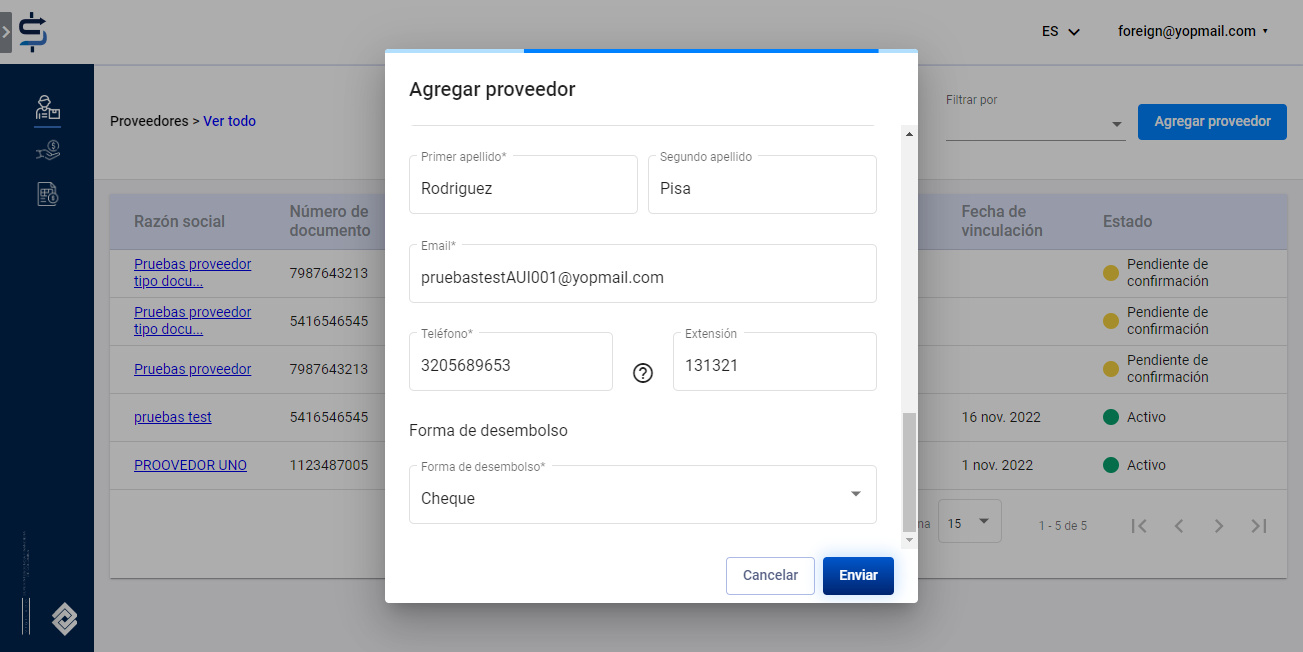 ES
foreign@yopmail.com
Agregar proveedor
Proveedores > Ver todo
Filtrar por
Agregar proveedor
Primer apellido*
Rodriguez
Segundo apellido
Pisa
Email*
pruebastestAUI001@yopmail.com
Teléfono*
3205689653
Extensión
131321
Forma de desembolso
Forma de desembolso*
Cheque
Cancelar
Enviar
Razón social
Número de
documento
Fecha de
vinculación
Estado
Pruebas proveedor
tipo docu...
7987643213
Pendiente de
confirmación
Pruebas proveedor
tipo docu...
5416546545
Pendiente de
confirmación
Pruebas proveedor
7987643213
Pendiente de
confirmación
pruebas test
5416546545
16 nov. 2022
Activo
PROOVEDOR UNO
1123487005
1 nov. 2022
Activo
na
15
1 - 5 de 5